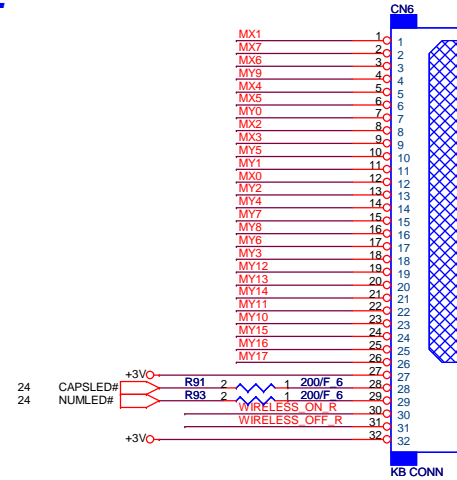 CN6
MX1 1 1
MX7 2 2
MX6 3 3
MY9 4 4
MX4 5 5
MX5 6 6
MY0 7 7
MX2 8 8
MX3 9 9
MY5 10 10
MY1 11 11
MX0 12 12
MY2 13 13
MY4 14 14
MY7 15 15
MY8 16 16
MY6 17 17
MY3 18 18
MY12 19 19
MY13 20 20
MY14 21 21
MY11 22 22
MY10 23 23
MY15 24 24
MY16 25 25
MY17 26 26
+3V 27 27
24 CAPSLED# R91 2 1 200/F_6 28 28
24 NUMLED# R93 2 1 200/F_6 29 29
WIRELESS_ON_R 30 30
WIRELESS_OFF_R 31 31
+3V 32 32
KB CONN